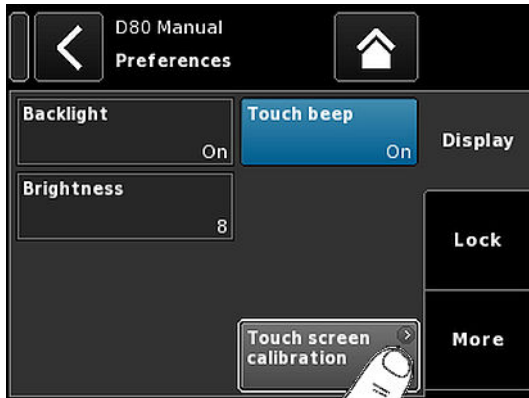 D80 Manual
Preferences
Backlight
On
Touch beep
On
Display
Brightness
8
Lock
Touch screen
calibration
More